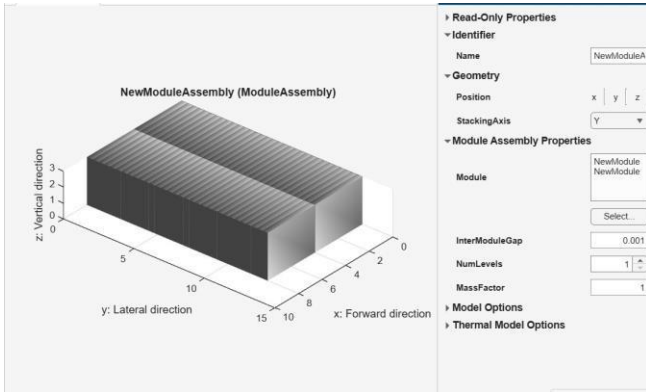 NewModuleAssembly (ModuleAssembly)
z: Vertical direction
3
2
1
0
0
5
10
15
y: Lateral direction
10
8
6
4
2
0
x: Forward direction
Read-Only Properties
Identifier
Name
NewModuleA
Geometry
Position
x y z
StackingAxis
Y
Module Assembly Properties
Module
NewModule
NewModule
Select...
InterModuleGap
0.001
NumLevels
1
MassFactor
1
Model Options
Thermal Model Options